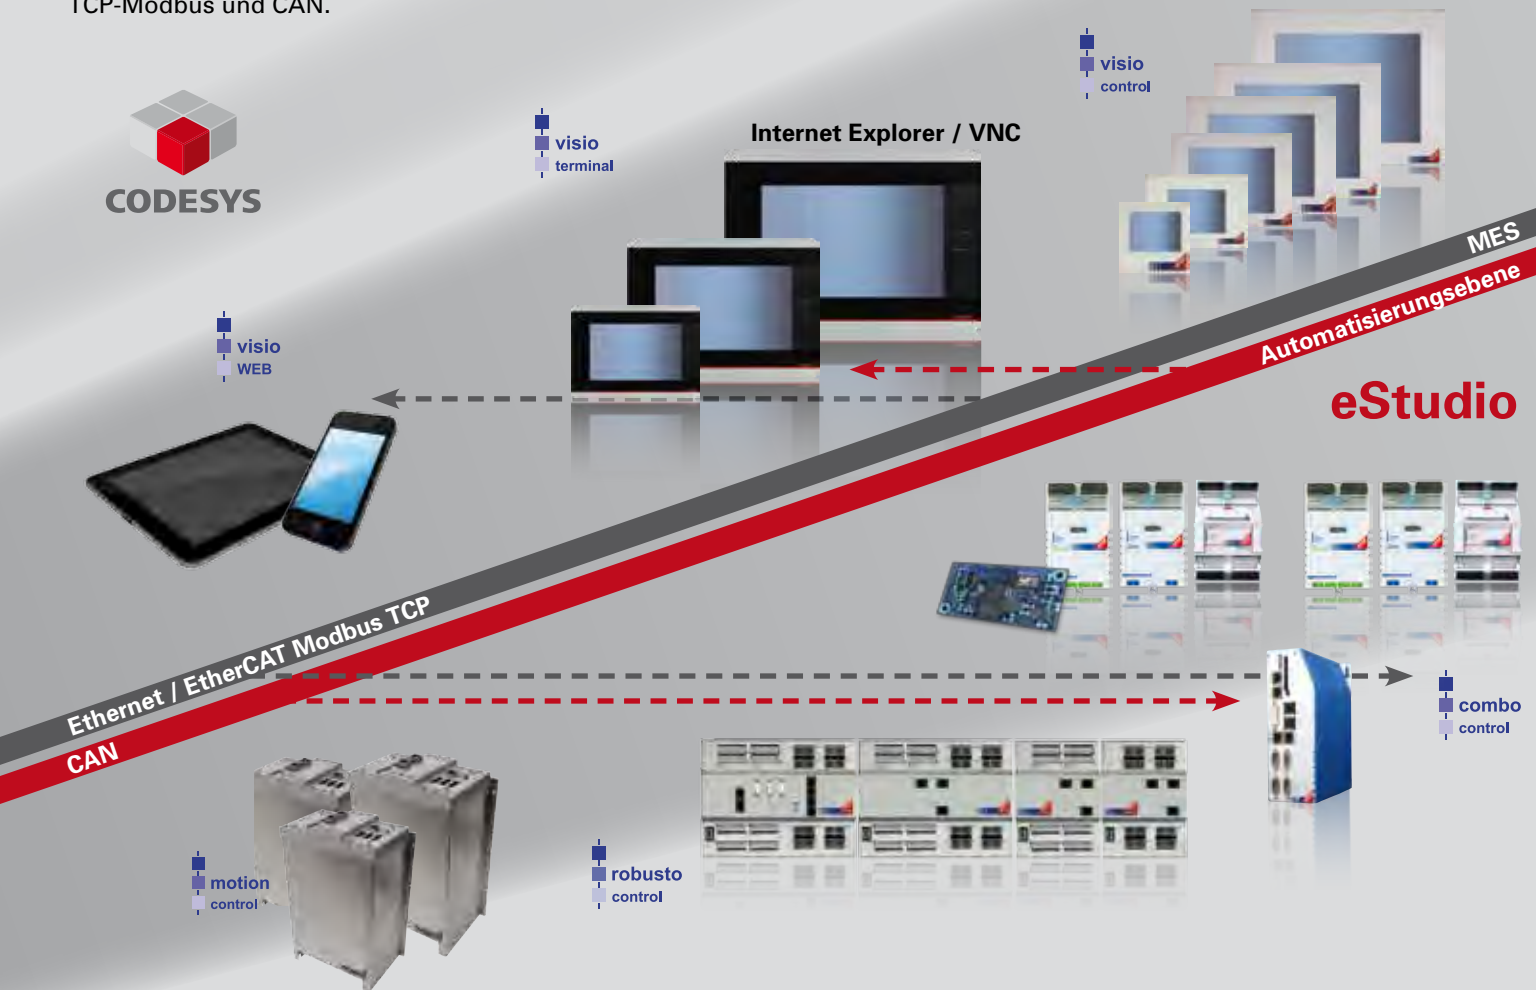 TCP-Modbus und CAN.
CODESYS
visio
terminal
Internet Explorer / VNC
visio
control
visio
WEB
MES
Automatisierungsebene
eStudio
Ethernet / EtherCAT Modbus TCP
CAN
combo
control
motion
control
robusto
control